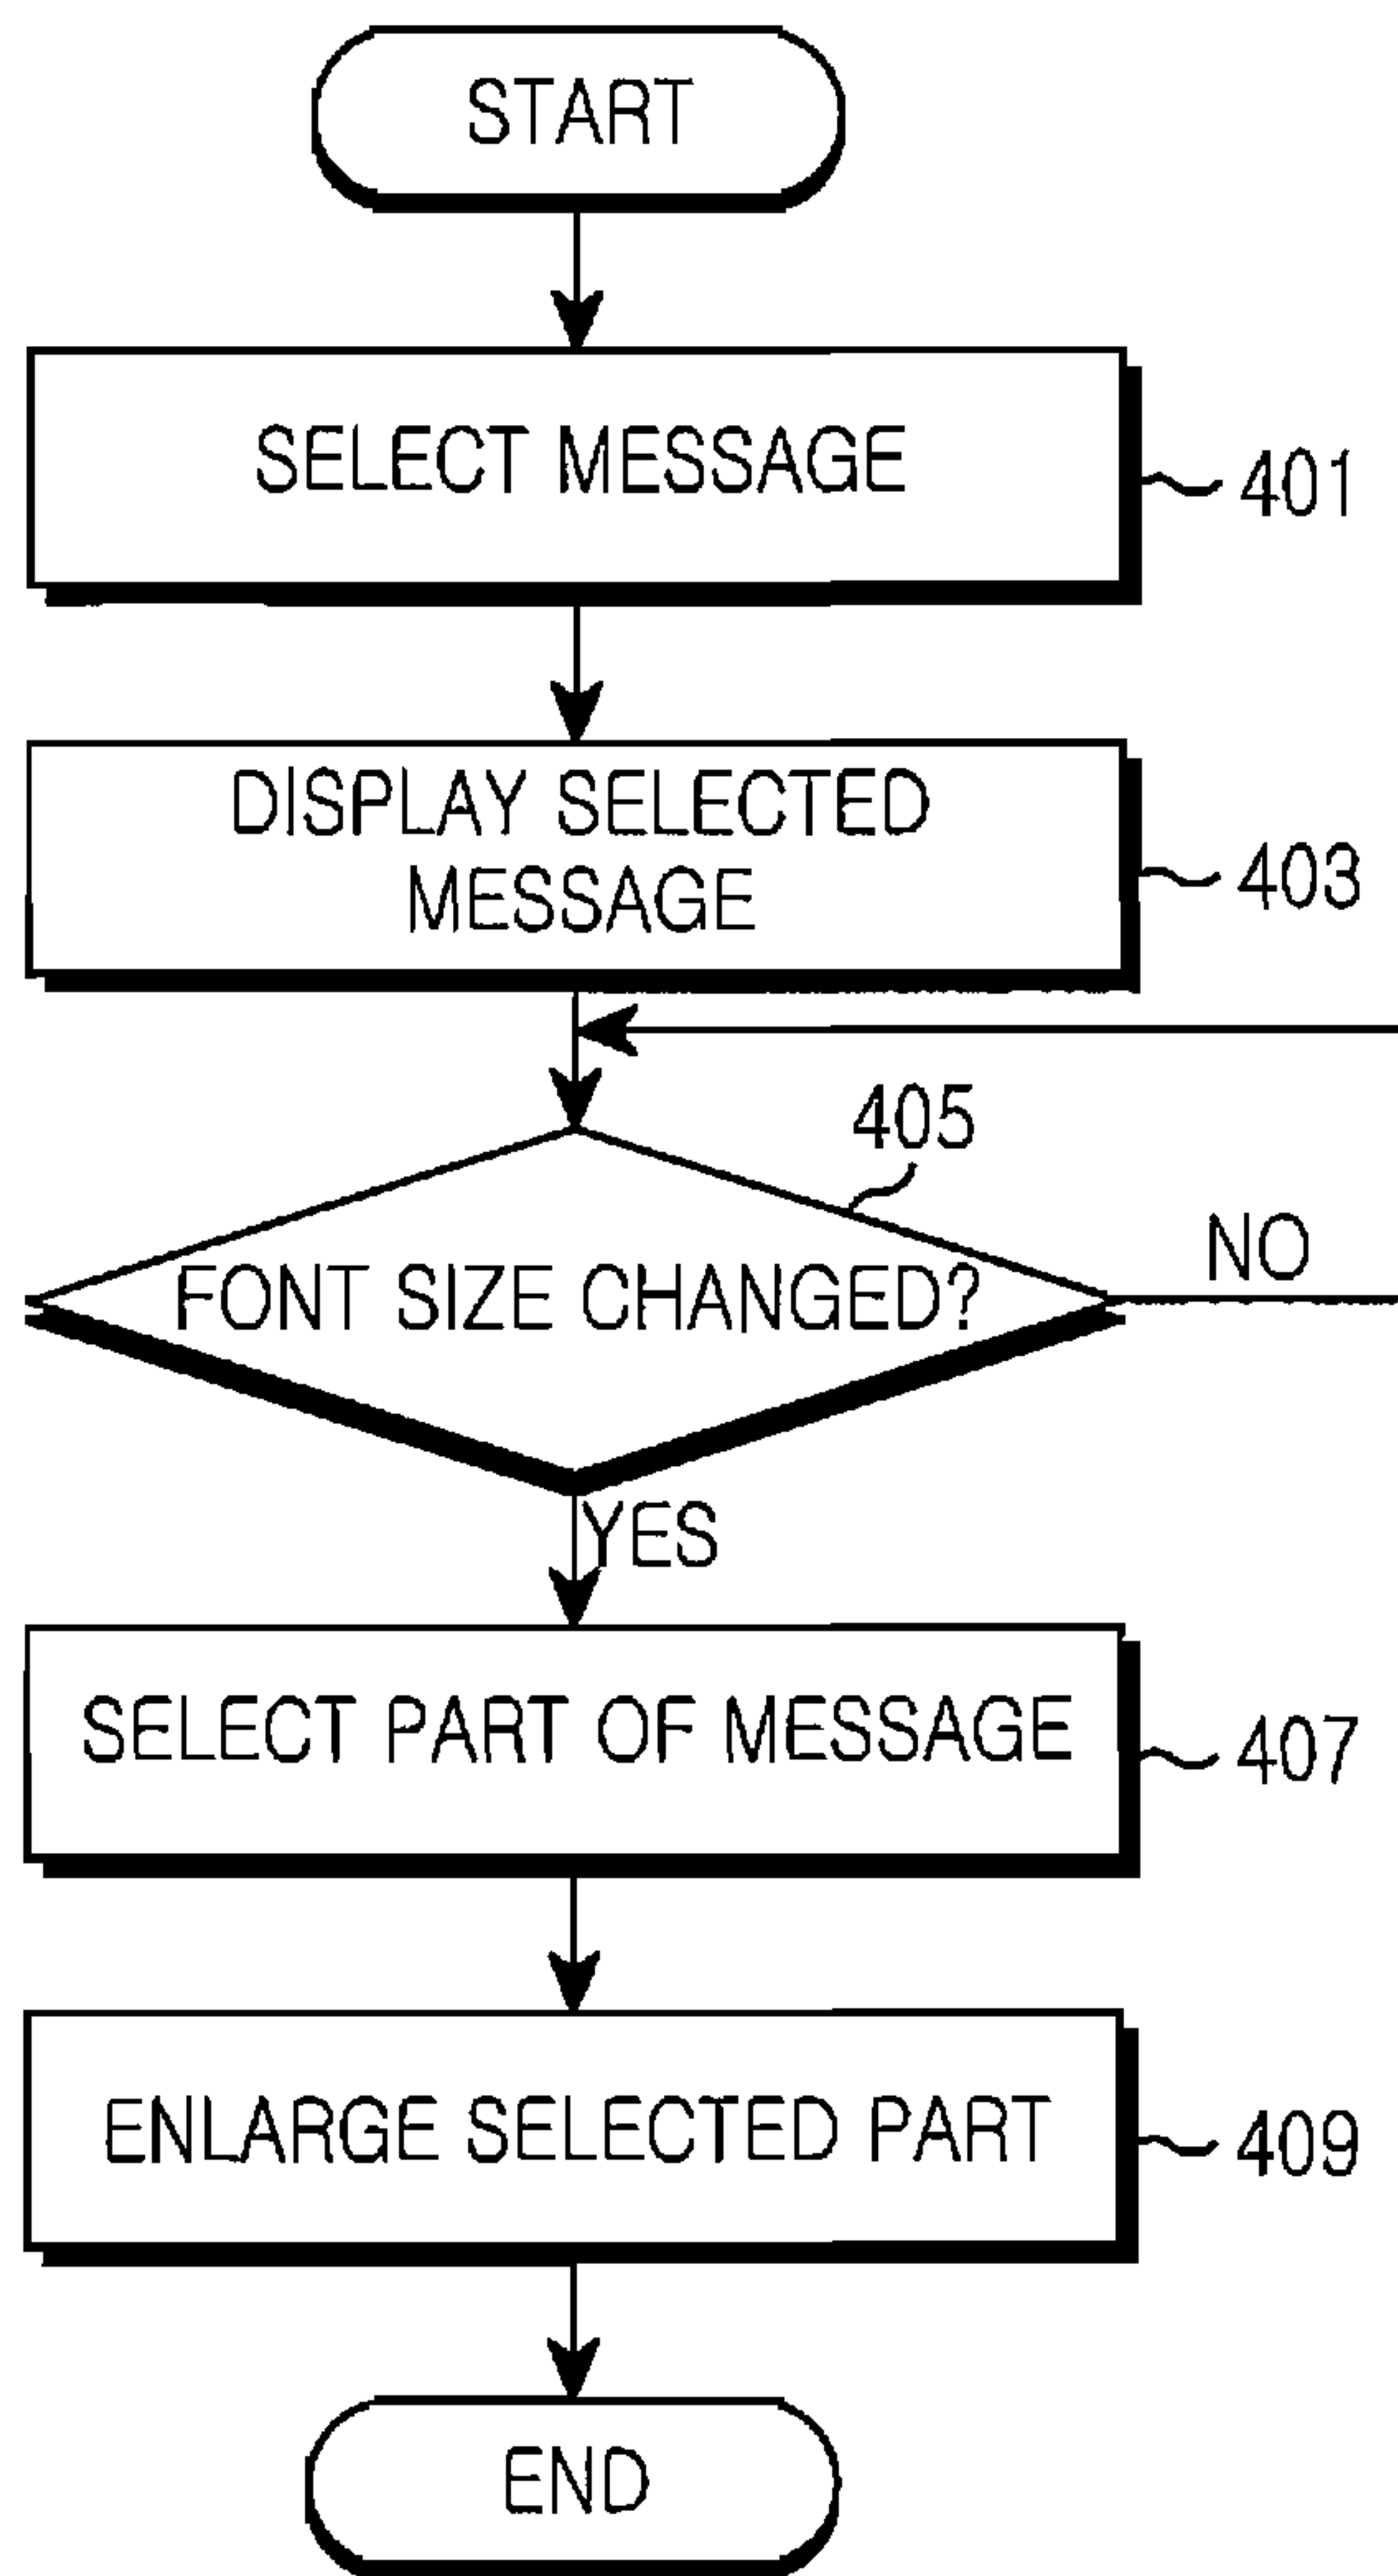 START
SELECT MESSAGE
401
DISPLAY SELECTED
MESSAGE
403
405
FONT SIZE CHANGED?
NO
YES
SELECT PART OF MESSAGE
407
ENLARGE SELECTED PART
409
END